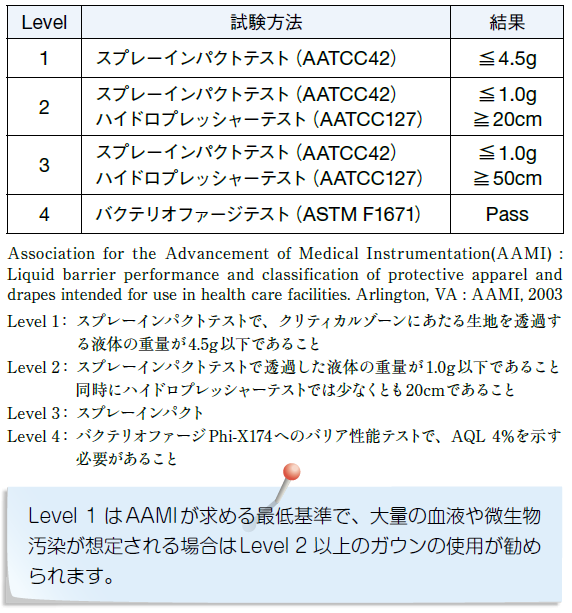 Level 試験方法 結果
1 スプレーインパクトテスト（AATCC42） ≦4.5g
2 スプレーインパクトテスト（AATCC42） ≦1.0g
ハイドロプレッシャーテスト（AATCC127） ≧20cm
3 スプレーインパクトテスト（AATCC42） ≦1.0g
ハイドロプレッシャーテスト（AATCC127） ≧50cm
4 バクテリオファージテスト（ASTM F1671） Pass
Association for the Advancement of Medical Instrumentation(AAMI) :
Liquid barrier performance and classification of protective apparel and
drapes intended for use in health care facilities. Arlington, VA : AAMI, 2003
Level 1： スプレーインパクトテストで、クリティカルゾーンにあたる生地を透過す
る液体の重量が4.5g以下であること
Level 2： スプレーインパクトテストで透過した液体の重量が1.0g以下であること
同時にハイドロプレッシャーテストでは少なくとも20cmであること
Level 3： スプレーインパクト
Level 4： バクテリオファージPhi-X174へのバリア性能テストで、AQL 4%を示す
必要があること
Level 1 はAAMIが求める最低基準で、大量の血液や微生物
汚染が想定される場合はLevel 2 以上のガウンの使用が勧め
られます。